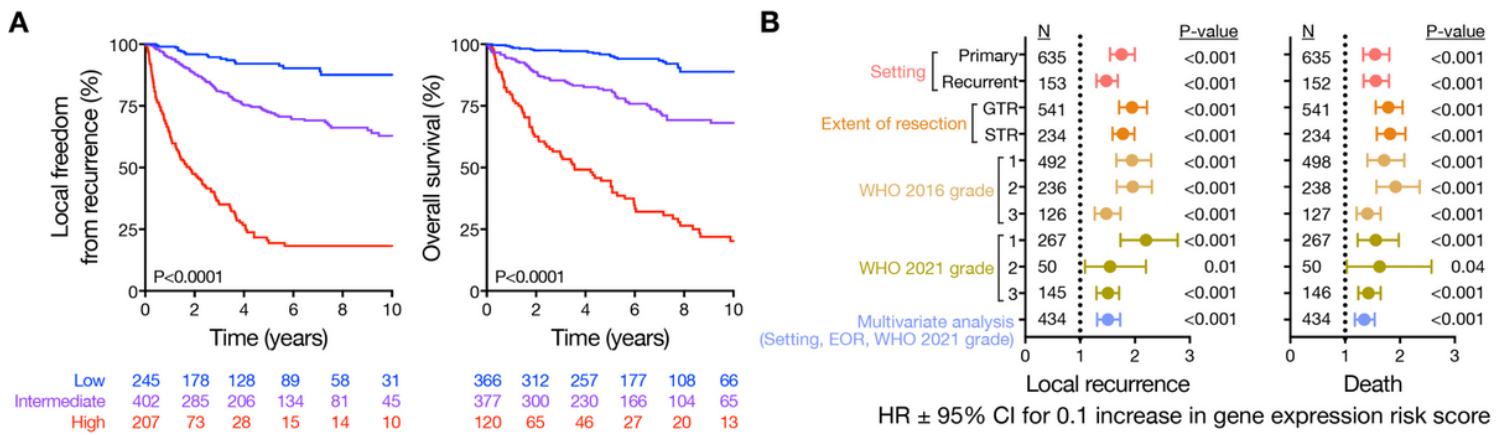 A
Local freedom
from recurrence (%)
100
75
50
25
0
P<0.0001
0 2 4 6 8 10
Time (years)
Overall survival (%)
100
75
50
25
0
P<0.0001
0 2 4 6 8 10
Time (years)
Low 245 178 128 89 58 31
Intermediate 402 285 206 134 81 45
High 207 73 28 15 14 10
366 312 257 177 108 66
377 300 230 166 104 65
120 65 46 27 20 13
B
N P-value N P-value
Setting
Primary 635 <0.001 635 <0.001
Recurrent 153 <0.001 152 <0.001
Extent of resection
GTR 541 <0.001 541 <0.001
STR 234 <0.001 234 <0.001
WHO 2016 grade
1 492 <0.001 498 <0.001
2 236 <0.001 238 <0.001
3 126 <0.001 127 <0.001
WHO 2021 grade
1 267 <0.001 267 <0.001
2 50 0.01 50 0.04
3 145 <0.001 146 <0.001
Multivariate analysis
(Setting, EOR, WHO 2021 grade)
434 <0.001 434 <0.001
0 1 2 3 0 1 2 3
Local recurrence Death
HR ± 95% CI for 0.1 increase in gene expression risk score